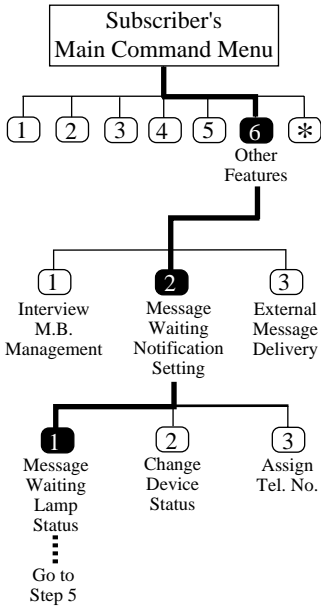 Subscriber's
Main Command Menu
1 2 3 4 5 6 *
Other
Features
1 2 3
Interview
M.B.
Management
Message
Waiting
Notification
Setting
External
Message
Delivery
1 2 3
Message
Waiting
Lamp
Status
Change
Device
Status
Assign
Tel. No.
Go to
Step 5